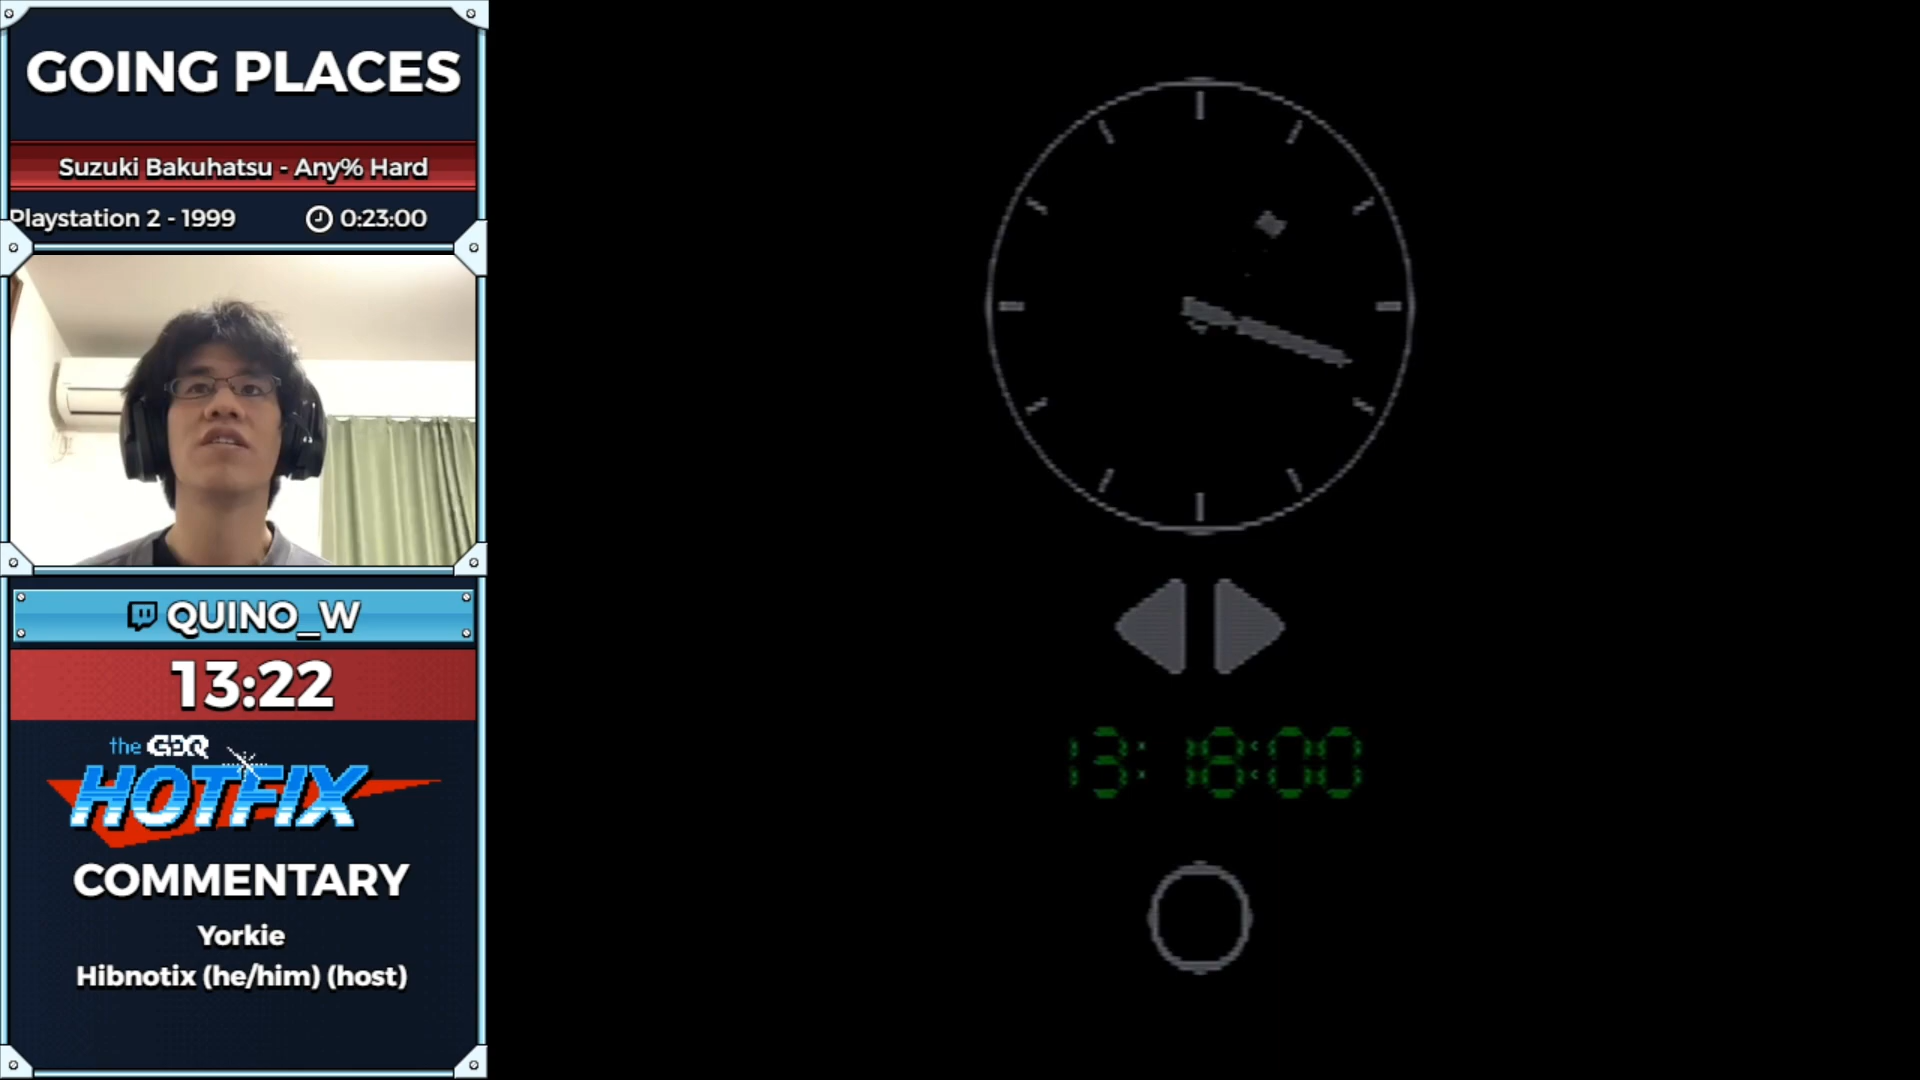 GOING PLACES
Suzuki Bakuhatsu - Any% Hard
Playstation 2 - 1999
0:23:00
QUINO_W
13:22
the GDQ
HOTFIX
COMMENTARY
Yorkie
Hibnotix (he/him) (host)
13:18:00